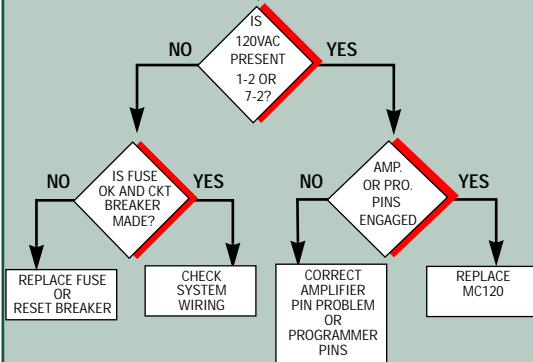 IS
120VAC
PRESENT
1-2 OR
7-2?
NO
YES
IS FUSE
OK AND CKT
BREAKER
MADE?
NO
YES
AMP.
OR PRO.
PINS
ENGAGED
NO
YES
REPLACE FUSE
OR
RESET BREAKER
CHECK
SYSTEM
WIRING
CORRECT
AMPLIFIER
PIN PROBLEM
OR
PROGRAMMER
PINS
REPLACE
MC120